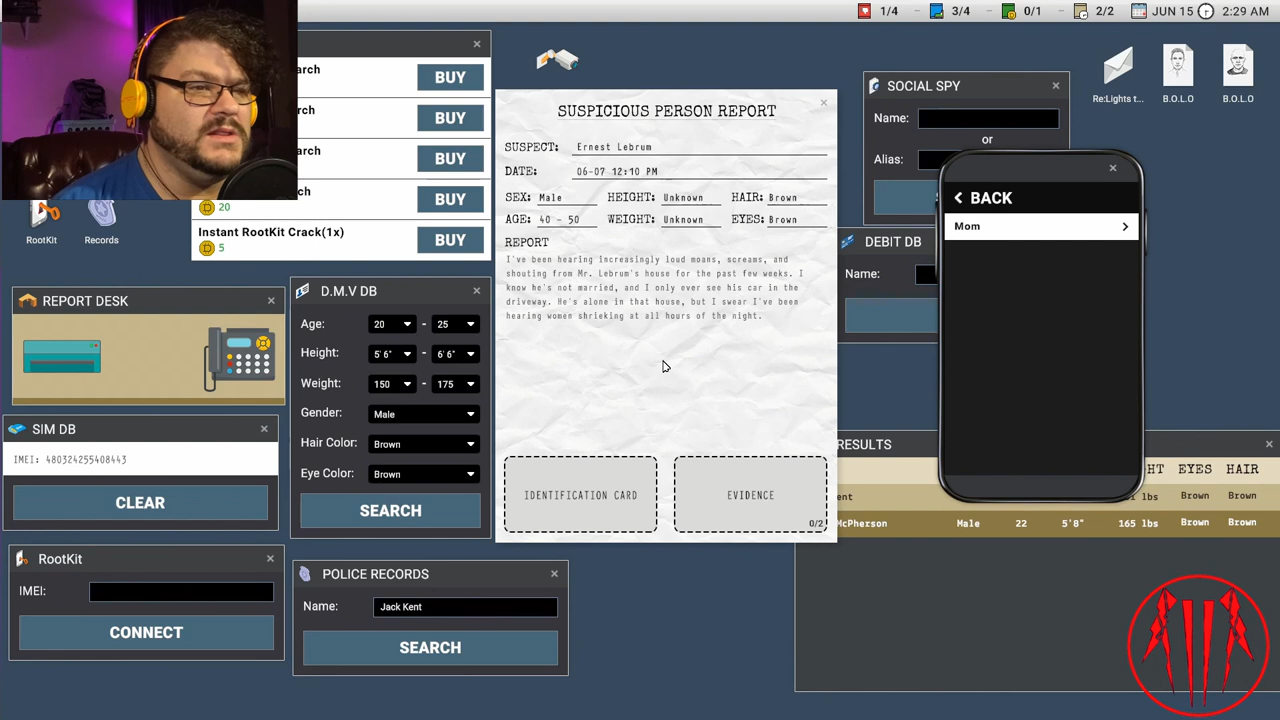 1/4
3/4
0/1
2/2
JUN 15
2:29 AM
arch
BUY
arch
BUY
arch
BUY
ch
20
BUY
Instant RootKit Crack(1x)
5
BUY
RootKit
Records
Re:Lights t...
B.O.L.O
B.O.L.O
SUSPICIOUS PERSON REPORT
SUSPECT: Ernest Lebrum
DATE: 06-07 12:10 PM
SEX: Male HEIGHT: Unknown HAIR: Brown
AGE: 40 - 50 WEIGHT: Unknown EYES: Brown
REPORT
I've been hearing increasingly loud moans, screams, and
shouting from Mr. Lebrum's house for the past few weeks. I
know he's not married, and I only ever see his car in the
driveway. He's alone in that house, but I swear I've been
hearing women shrieking at all hours of the night.
IDENTIFICATION CARD
EVIDENCE
0/2
SOCIAL SPY
Name:
or
Alias:
BACK
Mom
DEBIT DB
Name:
REPORT DESK
D.M.V DB
Age: 20 - 25
Height: 5' 6" - 6' 6"
Weight: 150 - 175
Gender: Male
Hair Color: Brown
Eye Color: Brown
SEARCH
SIM DB
IMEI: 480324255408443
CLEAR
RootKit
IMEI:
CONNECT
POLICE RECORDS
Name: Jack Kent
SEARCH
RESULTS
HT EYES HAIR
ent lbs Brown Brown
McPherson Male 22 5'8" 165 lbs Brown Brown